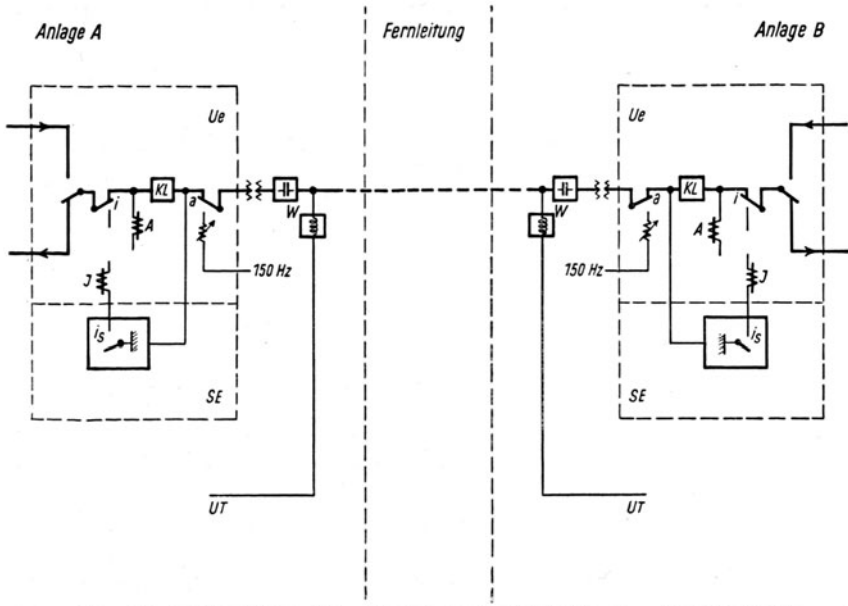 Anlage A
Fernleitung
Anlage B
Ue
Ue
KL
i
a
A
W
J
150 Hz
is
SE
UT
W
a
KL
i
A
150 Hz
J
is
SE
UT